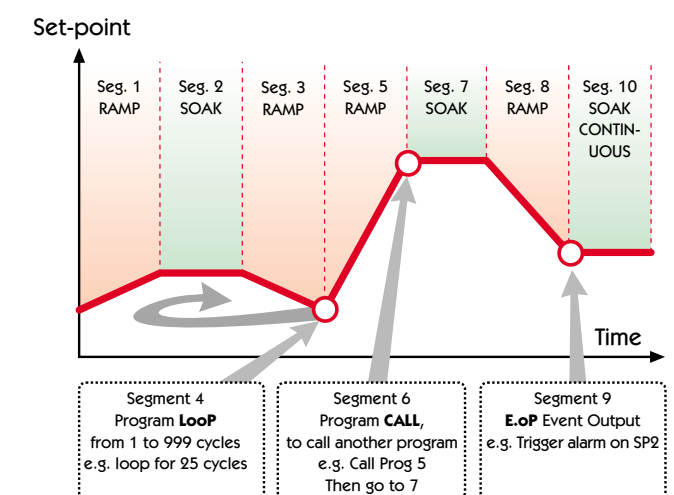 Set-point
Seg. 1
RAMP
Seg. 2
SOAK
Seg. 3
RAMP
Seg. 5
RAMP
Seg. 7
SOAK
Seg. 8
RAMP
Seg. 10
SOAK
CONTIN-
UOUS
Time
Segment 4
Program LooP
from 1 to 999 cycles
e.g. loop for 25 cycles
Segment 6
Program CALL,
to call another program
e.g. Call Prog 5
Then go to 7
Segment 9
E.oP Event Output
e.g. Trigger alarm on SP2